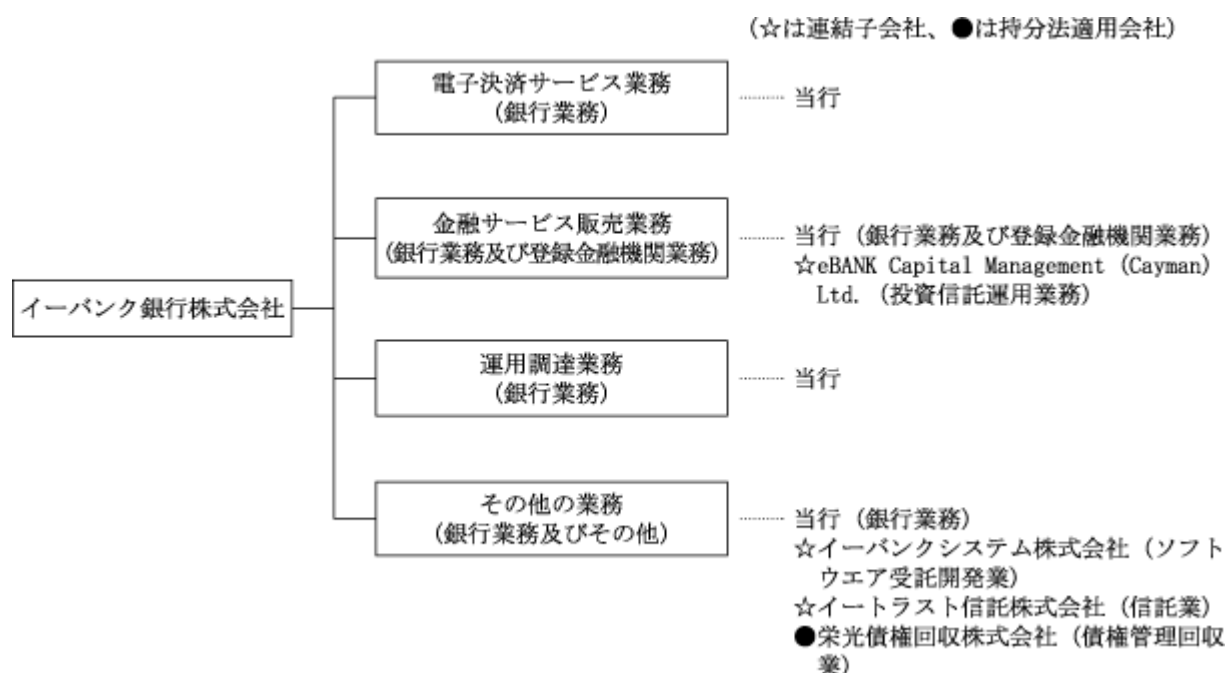 (☆は連結子会社、●は持分法適用会社)
電子決済サービス業務
(銀行業務)
当行
金融サービス販売業務
(銀行業務及び登録金融機関業務)
当行 (銀行業務及び登録金融機関業務)
☆eBANK Capital Management (Cayman)
Ltd. (投資信託運用業務)
イーバンク銀行株式会社
運用調達業務
(銀行業務)
当行
その他の業務
(銀行業務及びその他)
当行 (銀行業務)
☆イーバンクシステム株式会社 (ソフト
ウエア受託開発業)
☆イートラスト信託株式会社 (信託業)
●栄光債権回収株式会社 (債権管理回収
業)